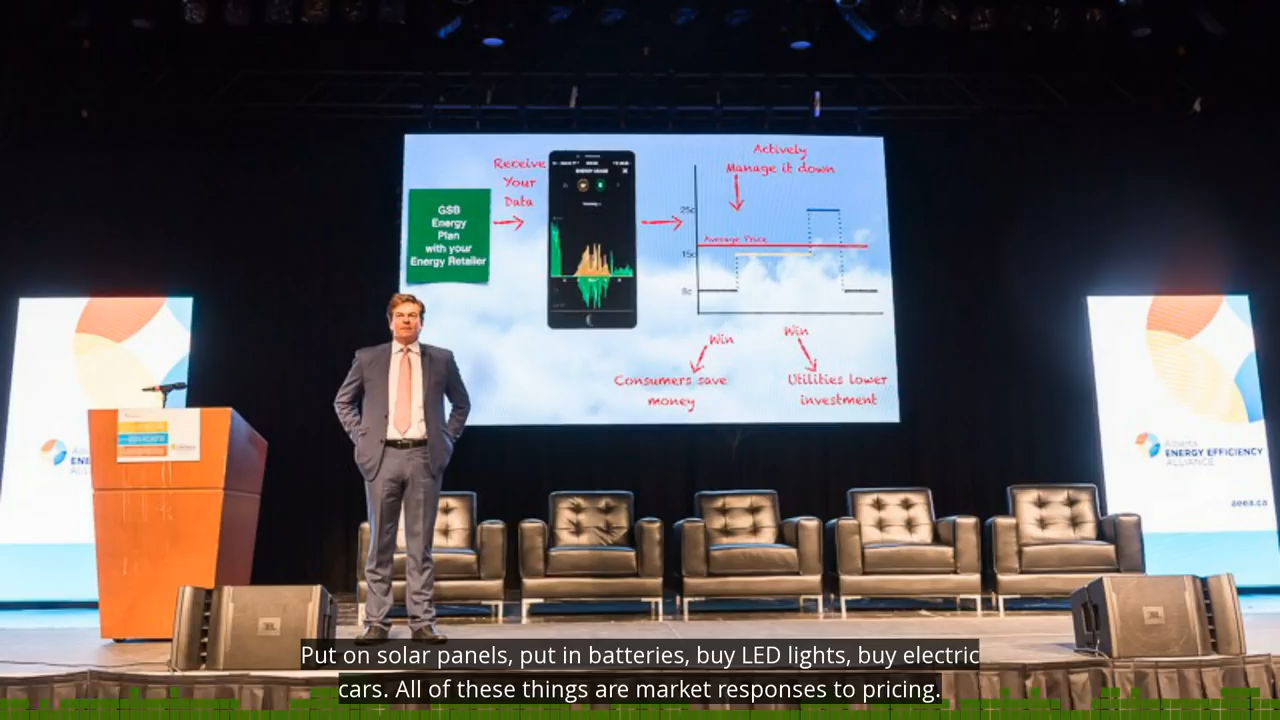 Actively
Manage it down
Receive
Your
Data
GSB
Energy
Plan
with your
Energy Retailer
ENERGY USAGE
25c
Average Price
15c
8c
Win
Win
Consumers save
money
Utilities lower
investment
EDUCATE
Alberta
ENERGY EFFICIENCY
ALLIANCE
aeea.ca
JBL
JBL
Put on solar panels, put in batteries, buy LED lights, buy electric
cars. All of these things are market responses to pricing.